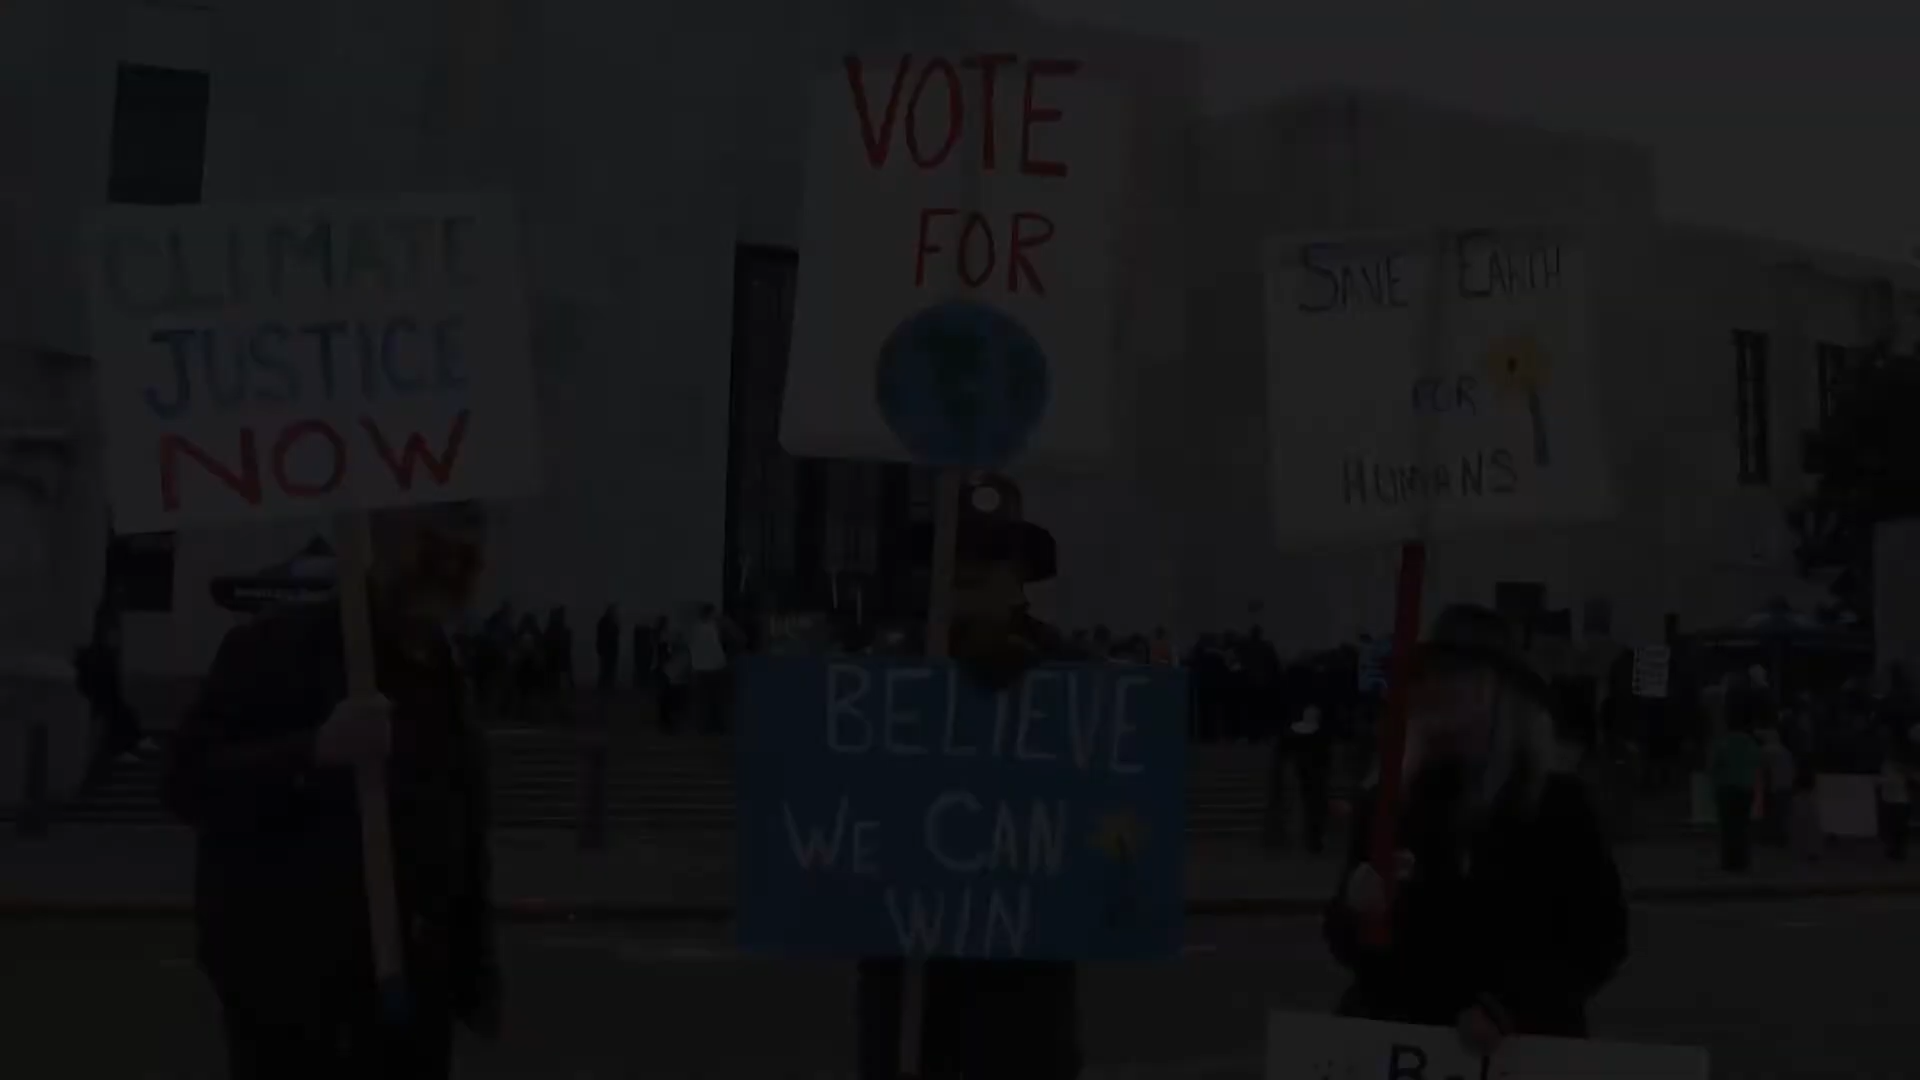 CLIMATE
JUSTICE
NOW
VOTE
FOR
BELIEVE
WE CAN
WIN
SAVE EARTH
FOR
HUMANS